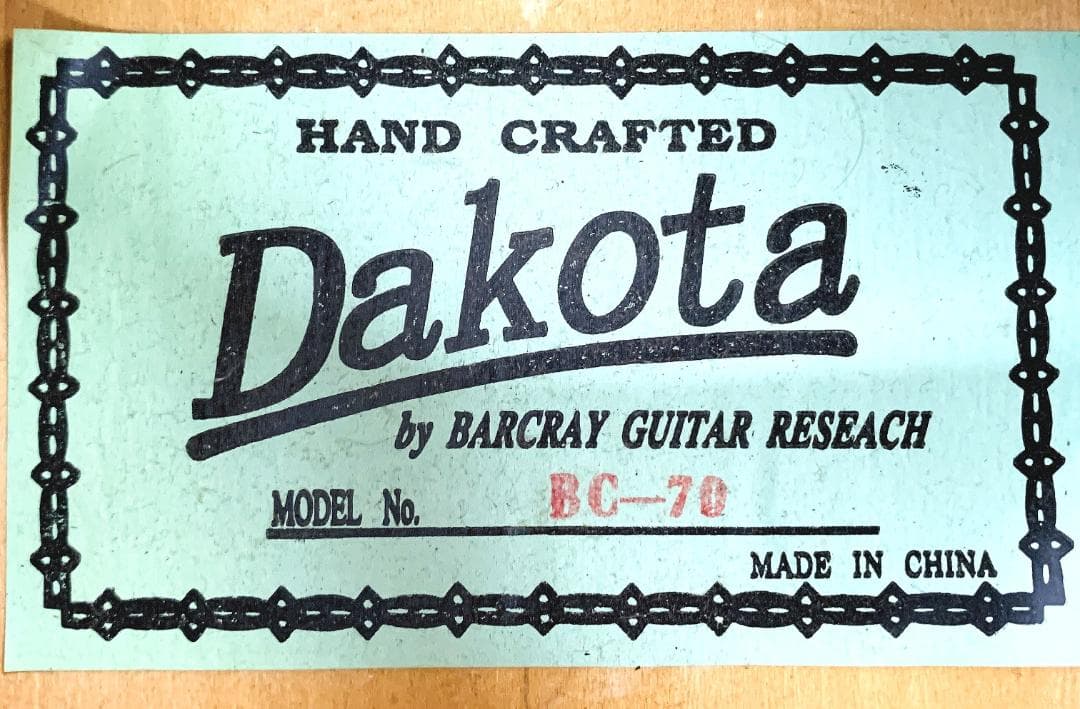 HAND CRAFTED
Dakota
by BARCRAY GUITAR RESEACH
MODEL No. BC—70
MADE IN CHINA